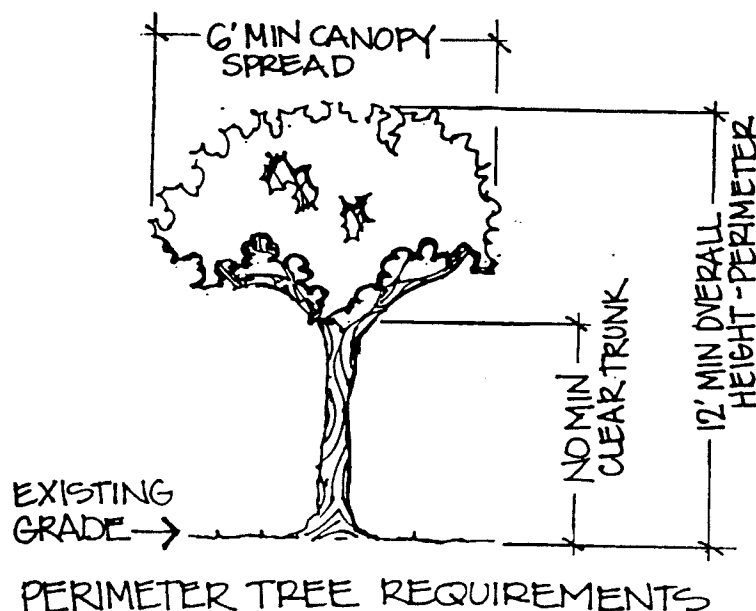 6' MIN CANOPY
SPREAD
12' MIN OVERALL
HEIGHT - PERIMETER
NO MIN
CLEAR TRUNK
EXISTING
GRADE
PERIMETER TREE REQUIREMENTS